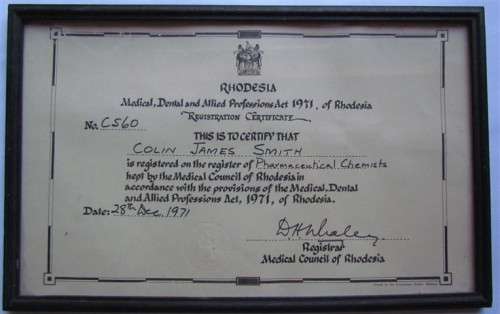 RHODESIA
Medical, Dental and Allied Professions Act 1971, of Rhodesia
REGISTRATION CERTIFICATE
No. C560
THIS IS TO CERTIFY THAT
COLIN JAMES SMITH
is registered on the register of Pharmaceutical Chemists
kept by the Medical Council of Rhodesia in
accordance with the provisions of the Medical, Dental
and Allied Professions Act, 1971, of Rhodesia.
Date: 28th Dec. 1971
Registrar
Medical Council of Rhodesia